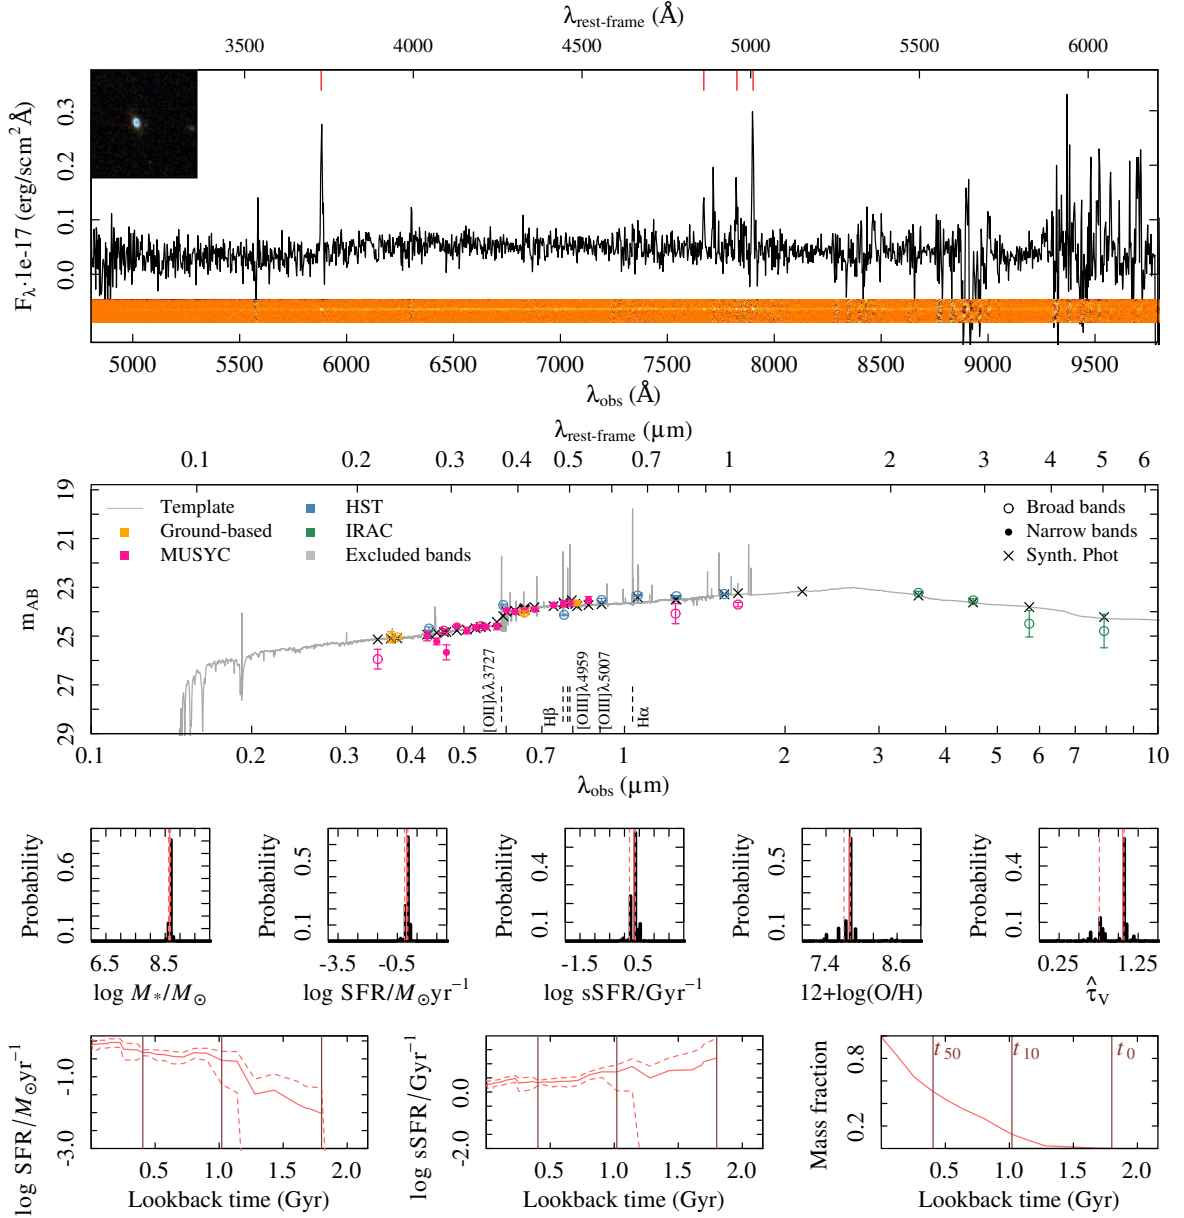 λrest-frame (Å)
3500 4000 4500 5000 5500 6000
Fλ·1e-17 (erg/scm²Å)
0.0 0.1 0.2 0.3
5000 5500 6000 6500 7000 7500 8000 8500 9000 9500
λobs (Å)
λrest-frame (μm)
0.1 0.2 0.3 0.4 0.5 0.7 1 2 3 4 5 6
mAB
19 21 23 25 27 29
Template
Ground-based
MUSYC
HST
IRAC
Excluded bands
Broad bands
Narrow bands
Synth. Phot
[OII]λλ3727
Hβ
[OIII]λ4959
[OIII]λ5007
Hα
0.1 0.2 0.3 0.4 0.5 0.7 1 2 3 4 5 6 7 8 10
λobs (μm)
Probability
0.1 0.6
6.5 8.5
log M*/M⊙
Probability
0.1 0.5
-3.5 -0.5
log SFR/M⊙yr⁻¹
Probability
0.1 0.4
-1.5 0.5
log sSFR/Gyr⁻¹
Probability
0.1 0.5
7.4 8.6
12+log(O/H)
Probability
0.1 0.4
0.25 1.25
τ̂V
log SFR/M⊙yr⁻¹
-3.0 -1.0
0.5 1.0 1.5 2.0
Lookback time (Gyr)
log sSFR/Gyr⁻¹
-2.0 0.0
0.5 1.0 1.5 2.0
Lookback time (Gyr)
Mass fraction
0.2 0.8
t50 t10 t0
0.5 1.0 1.5 2.0
Lookback time (Gyr)